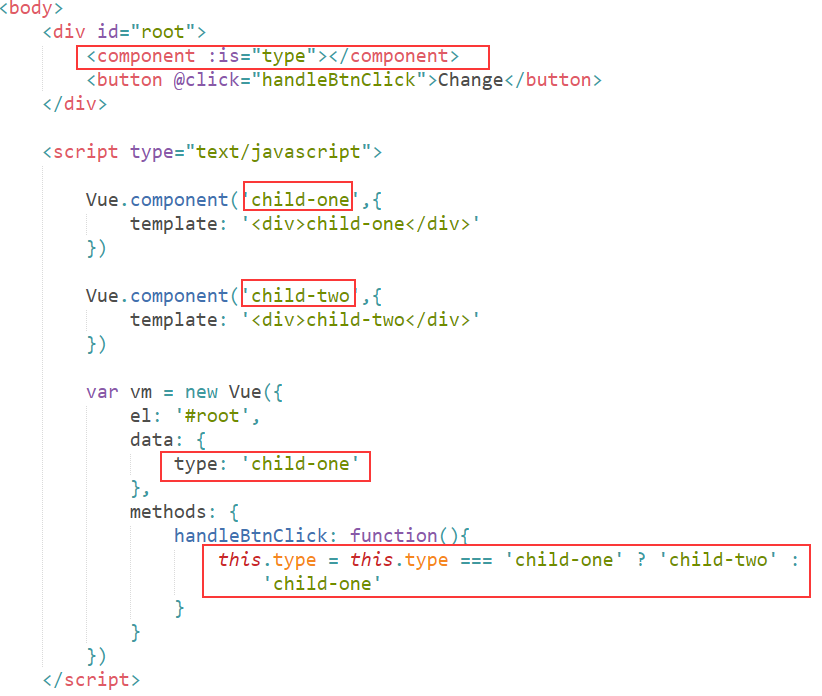 <body>
<div id="root">
<component :is="type"></component>
<button @click="handleBtnClick">Change</button>
</div>
<script type="text/javascript">
Vue.component('child-one',{
template: '<div>child-one</div>'
})
Vue.component('child-two',{
template: '<div>child-two</div>'
})
var vm = new Vue({
el: '#root',
data: {
type: 'child-one'
},
methods: {
handleBtnClick: function(){
this.type = this.type === 'child-one' ? 'child-two' :
'child-one'
}
}
})
</script>